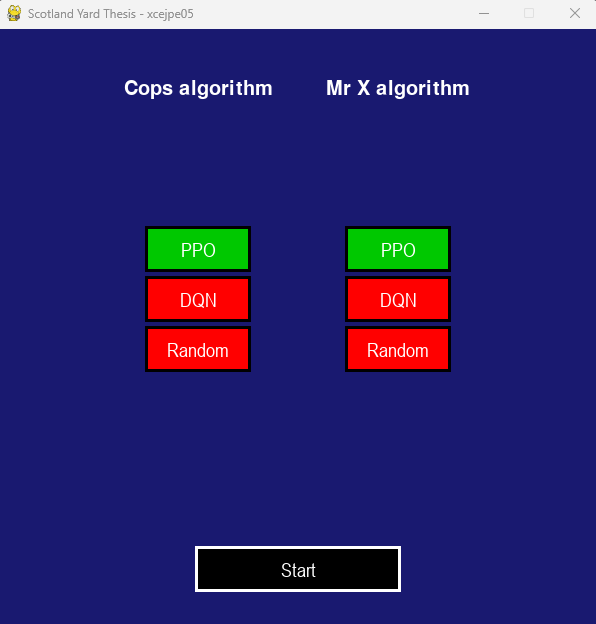 Scotland Yard Thesis - xcejpe05
Cops algorithm Mr X algorithm
PPO PPO
DQN DQN
Random Random
Start